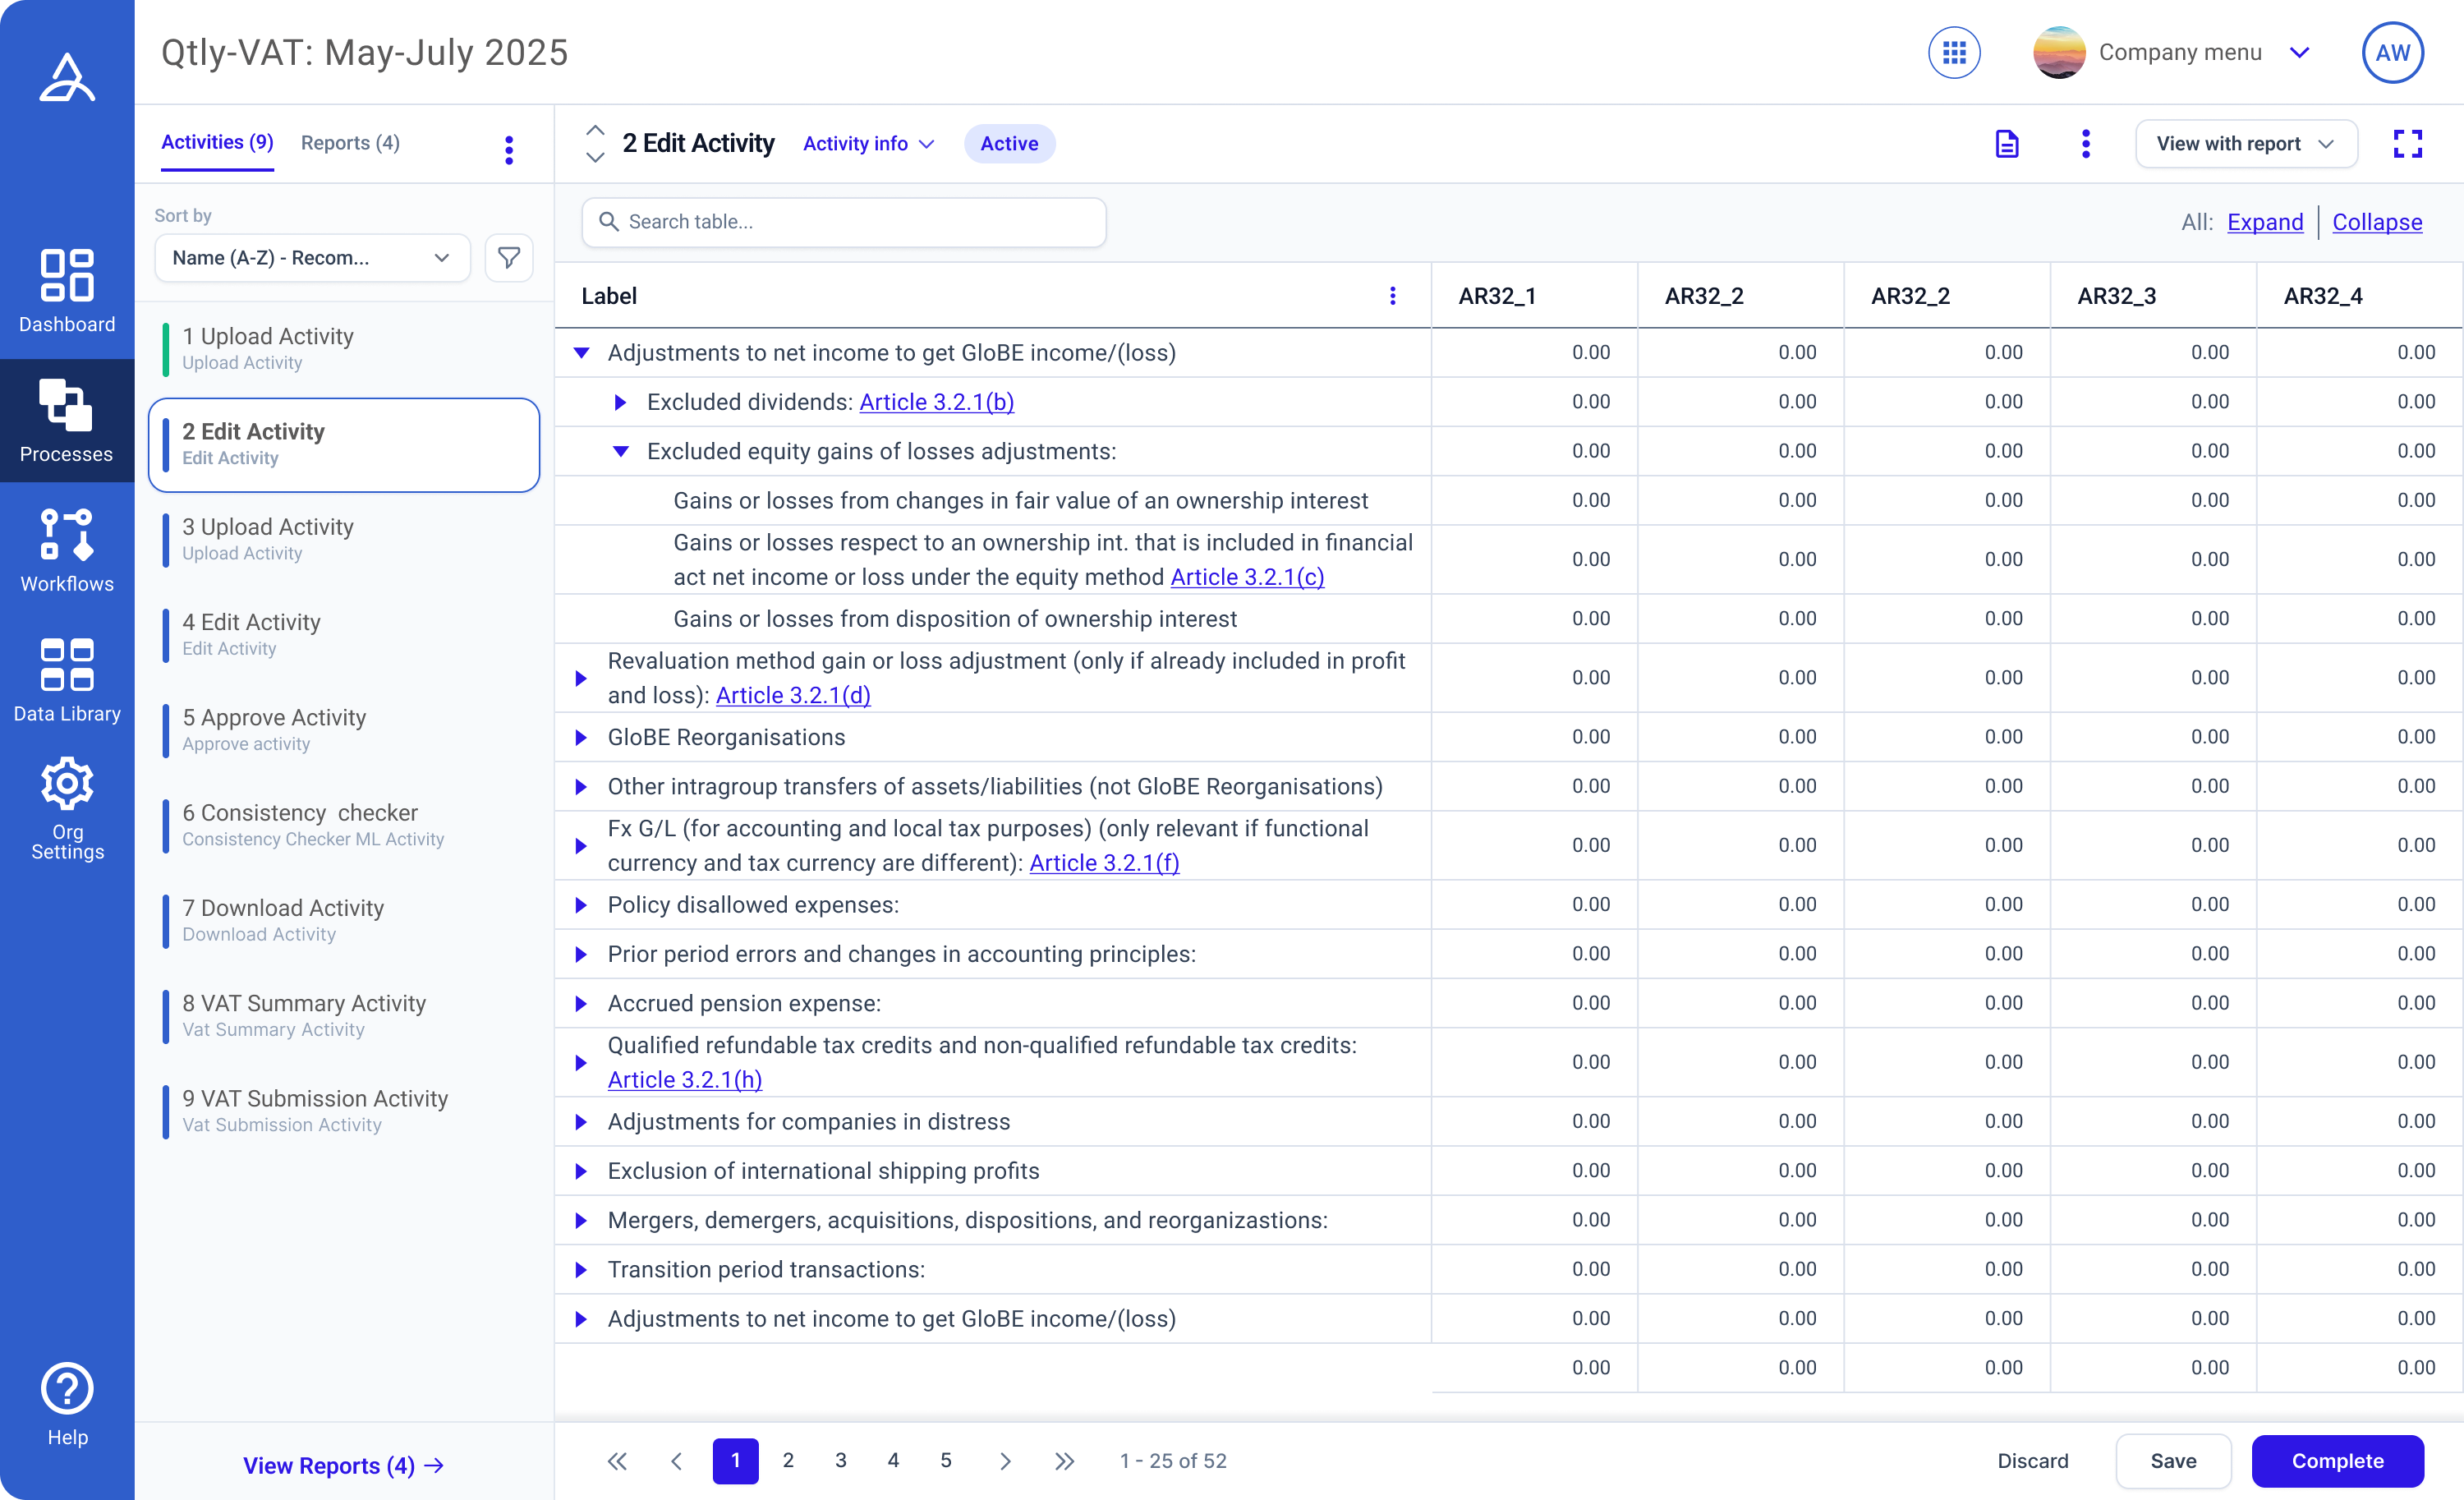 Qtly-VAT: May-July 2025
Company menu
AW
Dashboard
Processes
Workflows
Data Library
Org
Settings
Help
Activities (9)
Reports (4)
Sort by
Name (A-Z) - Recom...
1 Upload Activity
Upload Activity
2 Edit Activity
Edit Activity
3 Upload Activity
Upload Activity
4 Edit Activity
Edit Activity
5 Approve Activity
Approve activity
6 Consistency  checker
Consistency Checker ML Activity
7 Download Activity
Download Activity
8 VAT Summary Activity
Vat Summary Activity
9 VAT Submission Activity
Vat Submission Activity
View Reports (4)
2 Edit Activity
Activity info
Active
View with report
Search table...
All: Expand Collapse
Label AR32_1 AR32_2 AR32_2 AR32_3 AR32_4
Adjustments to net income to get GloBE income/(loss) 0.00 0.00 0.00 0.00 0.00
Excluded dividends: Article 3.2.1(b) 0.00 0.00 0.00 0.00 0.00
Excluded equity gains of losses adjustments: 0.00 0.00 0.00 0.00 0.00
Gains or losses from changes in fair value of an ownership interest 0.00 0.00 0.00 0.00 0.00
Gains or losses respect to an ownership int. that is included in financial
act net income or loss under the equity method Article 3.2.1(c) 0.00 0.00 0.00 0.00 0.00
Gains or losses from disposition of ownership interest 0.00 0.00 0.00 0.00 0.00
Revaluation method gain or loss adjustment (only if already included in profit
and loss): Article 3.2.1(d) 0.00 0.00 0.00 0.00 0.00
GloBE Reorganisations 0.00 0.00 0.00 0.00 0.00
Other intragroup transfers of assets/liabilities (not GloBE Reorganisations) 0.00 0.00 0.00 0.00 0.00
Fx G/L (for accounting and local tax purposes) (only relevant if functional
currency and tax currency are different): Article 3.2.1(f) 0.00 0.00 0.00 0.00 0.00
Policy disallowed expenses: 0.00 0.00 0.00 0.00 0.00
Prior period errors and changes in accounting principles: 0.00 0.00 0.00 0.00 0.00
Accrued pension expense: 0.00 0.00 0.00 0.00 0.00
Qualified refundable tax credits and non-qualified refundable tax credits:
Article 3.2.1(h) 0.00 0.00 0.00 0.00 0.00
Adjustments for companies in distress 0.00 0.00 0.00 0.00 0.00
Exclusion of international shipping profits 0.00 0.00 0.00 0.00 0.00
Mergers, demergers, acquisitions, dispositions, and reorganizastions: 0.00 0.00 0.00 0.00 0.00
Transition period transactions: 0.00 0.00 0.00 0.00 0.00
Adjustments to net income to get GloBE income/(loss) 0.00 0.00 0.00 0.00 0.00
0.00 0.00 0.00 0.00 0.00
1 2 3 4 5 1 - 25 of 52
Discard
Save
Complete